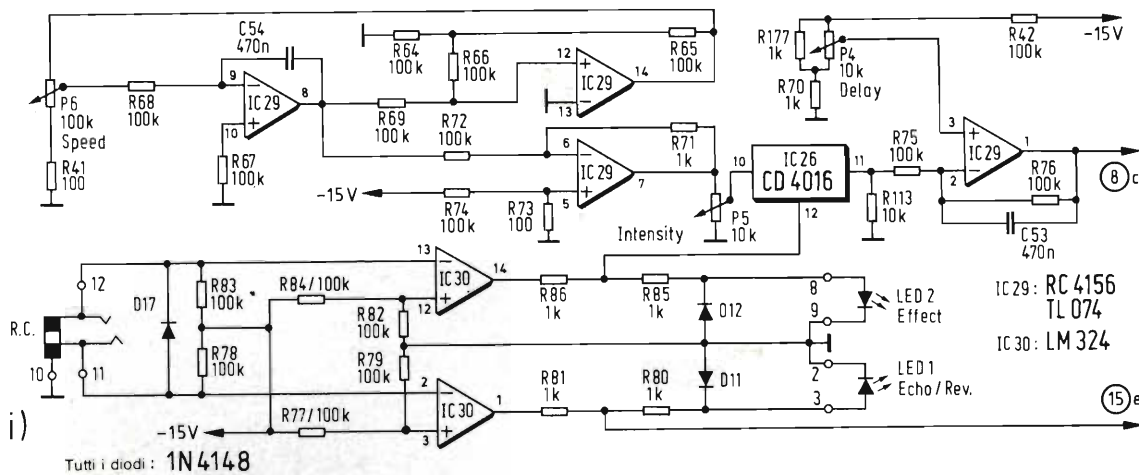 C54
470n
R64
100k
R66
100k
R65
100k
R177
1k
P4
10k
Delay
R42
100k
-15V
R70
1k
9
8
IC29
10
12
14
IC29
13
P6
100k
Speed
R68
100k
R69
100k
R72
100k
R71
1k
R41
100
R67
100k
6
7
IC29
5
-15V
R74
100k
R73
100
10
IC26
CD 4016
11
12
R75
100k
3
1
IC29
2
R76
100k
8 c
R113
10k
C53
470n
P5
10k
Intensity
12
R.C.
10
11
D17
R83
100k
R84/100k
R82
100k
13
14
IC30
12
R86
1k
R85
1k
D12
8
9
LED 2
Effect
IC29: RC 4156
TL 074
IC30: LM 324
R78
100k
R79
100k
R77/100k
2
1
IC30
3
R81
1k
R80
1k
D11
2
3
LED 1
Echo/Rev.
15 e
-15V
i)
Tutti i diodi: 1N4148